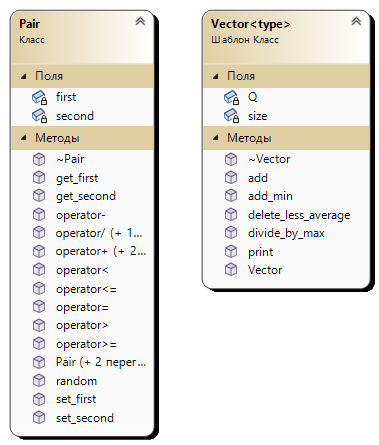 Pair
Класс
Поля
first
second
Методы
~Pair
get_first
get_second
operator-
operator/ (+ 1...
operator+ (+ 2...
operator<
operator<=
operator=
operator>
operator>=
Pair (+ 2 перег...
random
set_first
set_second
Vector<type>
Шаблон Класс
Поля
Q
size
Методы
~Vector
add
add_min
delete_less_average
divide_by_max
print
Vector